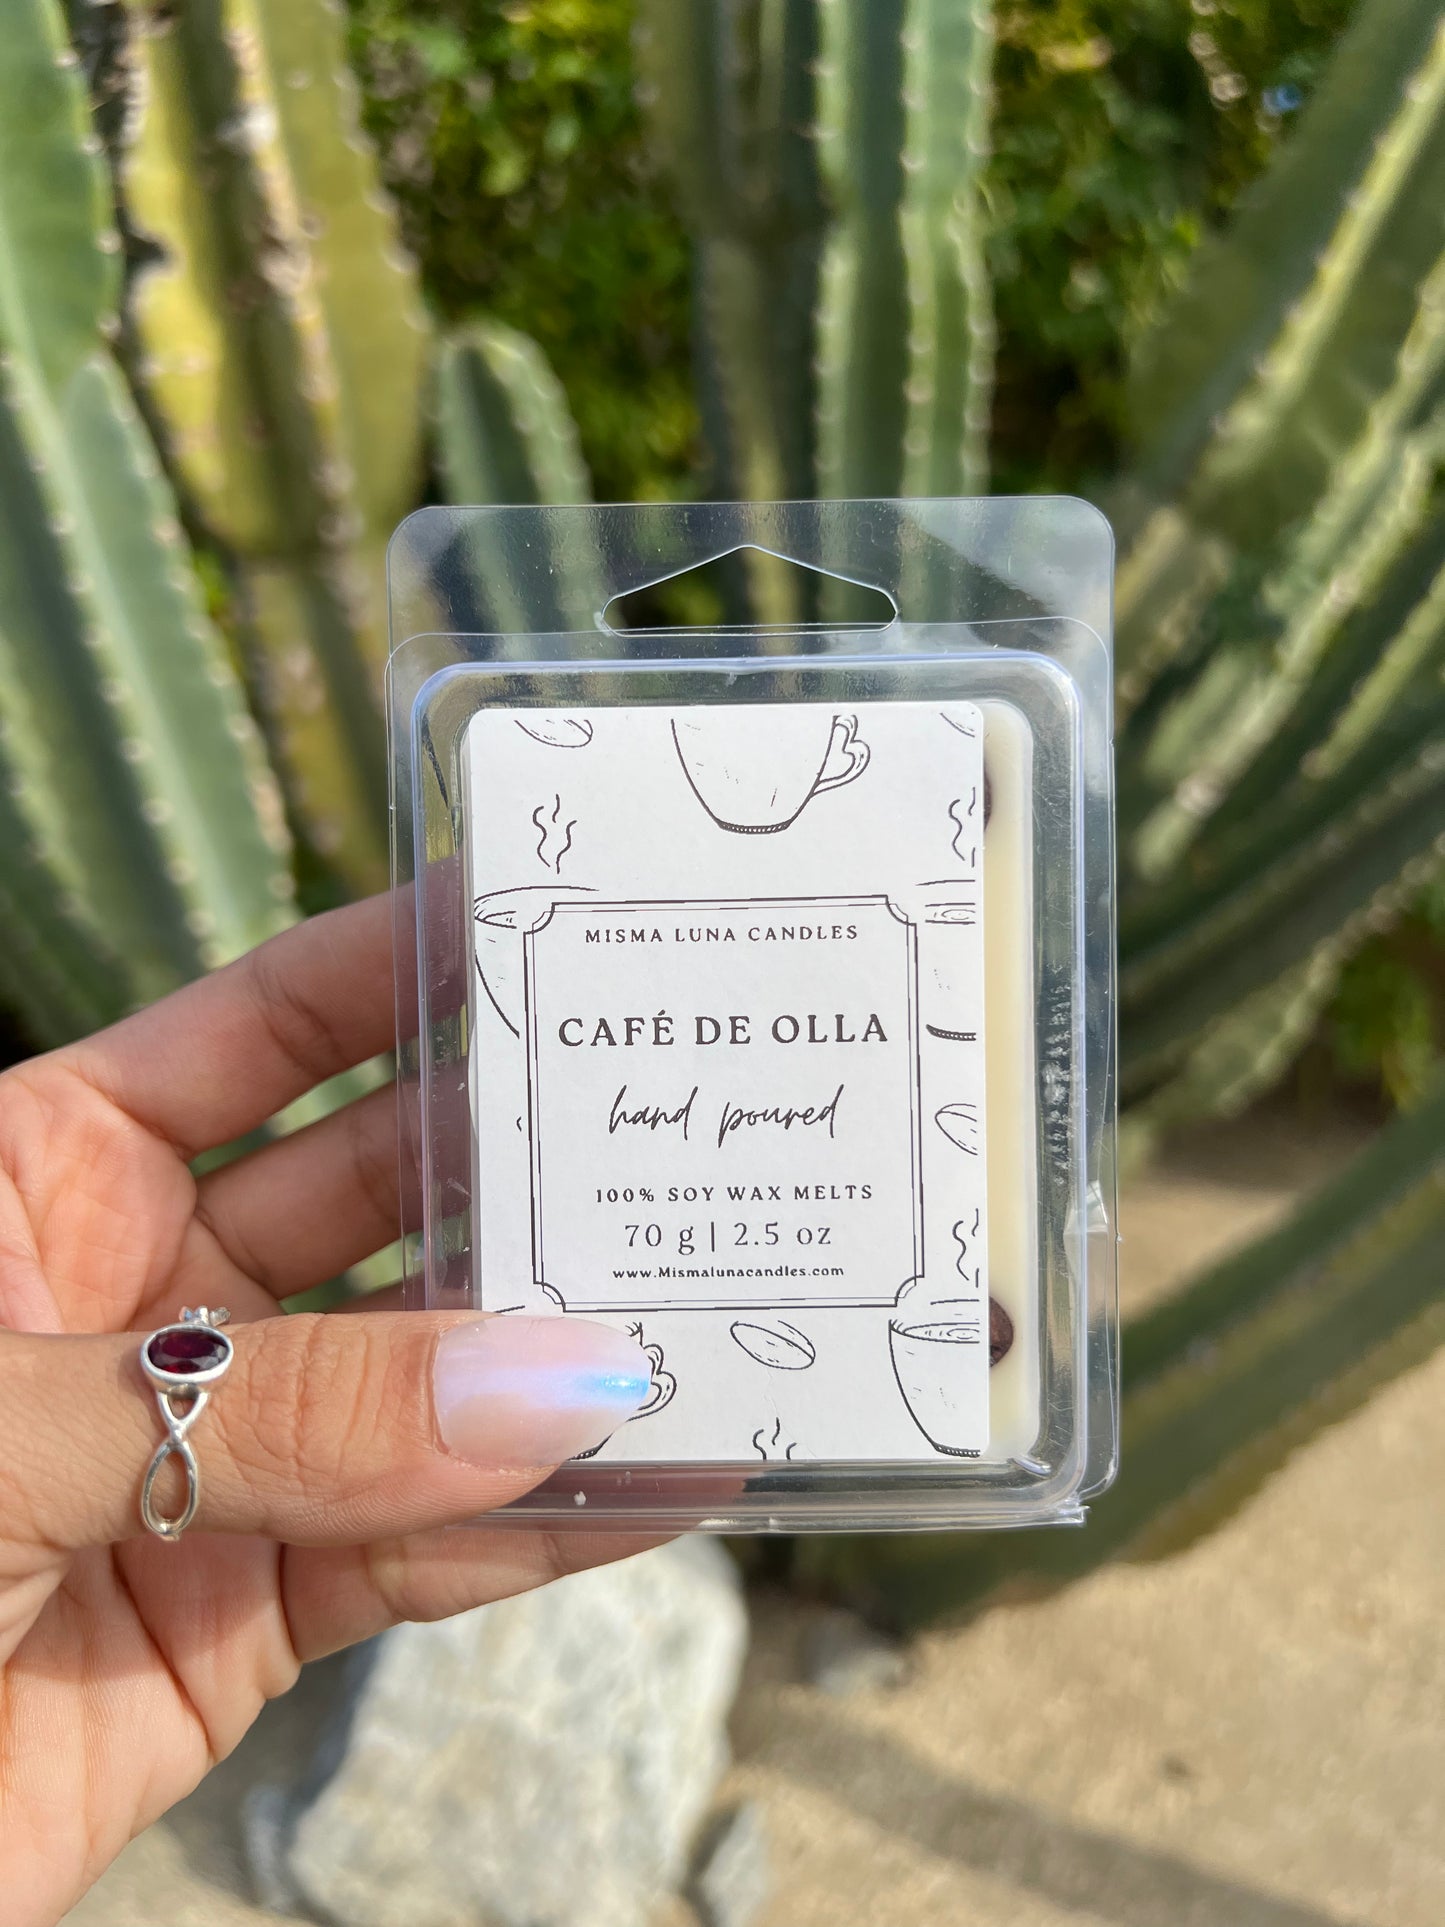 MISMA LUNA CANDLES
CAFÉ DE OLLA
hand poured
100% SOY WAX MELTS
70 g | 2.5 oz
www.Mismalunacandles.com